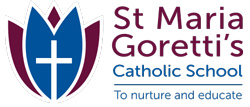 St Maria
Goretti's
Catholic School
To nurture and educate